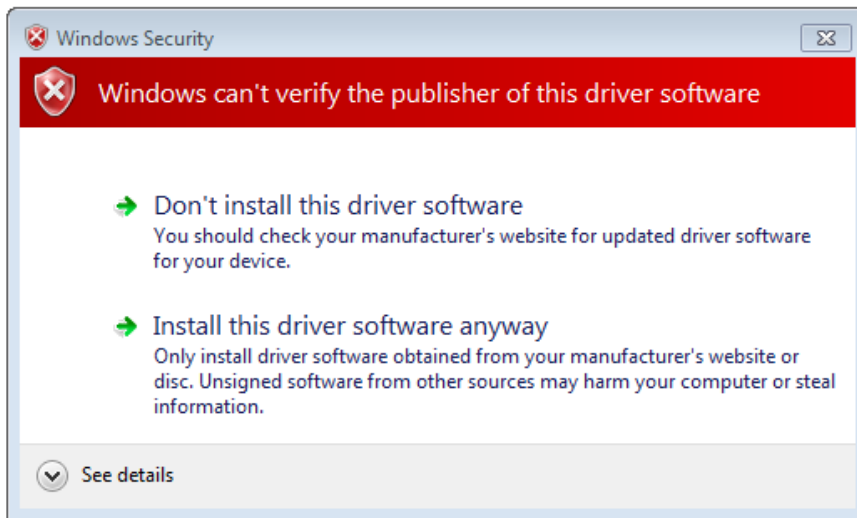 Windows Security
Windows can't verify the publisher of this driver software
Don't install this driver software
You should check your manufacturer's website for updated driver software
for your device.
Install this driver software anyway
Only install driver software obtained from your manufacturer's website or
disc. Unsigned software from other sources may harm your computer or steal
information.
See details